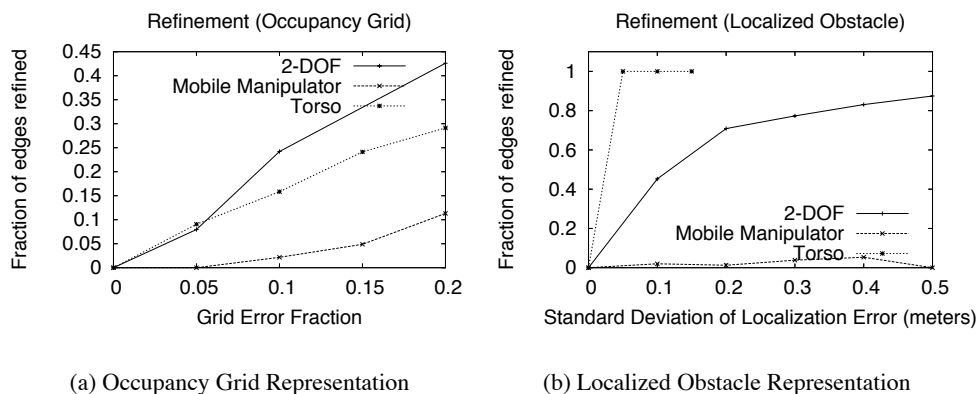 Refinement (Occupancy Grid)
Fraction of edges refined
0.45
0.4
0.35
0.3
0.25
0.2
0.15
0.1
0.05
0
2-DOF
Mobile Manipulator
Torso
0 0.05 0.1 0.15 0.2
Grid Error Fraction
(a) Occupancy Grid Representation
Refinement (Localized Obstacle)
Fraction of edges refined
1
0.8
0.6
0.4
0.2
0
2-DOF
Mobile Manipulator
Torso
0 0.1 0.2 0.3 0.4 0.5
Standard Deviation of Localization Error (meters)
(b) Localized Obstacle Representation